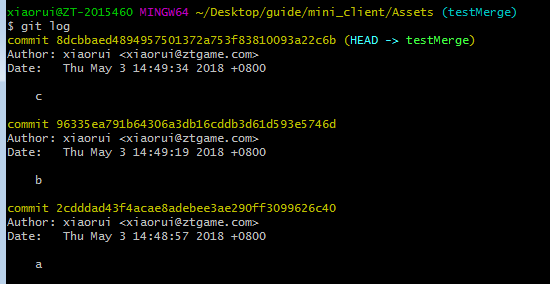 xiaorui@ZT-2015460 MINGW64 ~/Desktop/guide/mini_client/Assets (testMerge)
$ git log
commit 8dcbbaed4894957501372a753f83810093a22c6b (HEAD -> testMerge)
Author: xiaorui <xiaorui@ztgame.com>
Date:   Thu May 3 14:49:34 2018 +0800
c
commit 96335ea791b64306a3db16cddb3d61d593e5746d
Author: xiaorui <xiaorui@ztgame.com>
Date:   Thu May 3 14:49:19 2018 +0800
b
commit 2cdddad43f4acae8adebee3ae290ff3099626c40
Author: xiaorui <xiaorui@ztgame.com>
Date:   Thu May 3 14:48:57 2018 +0800
a